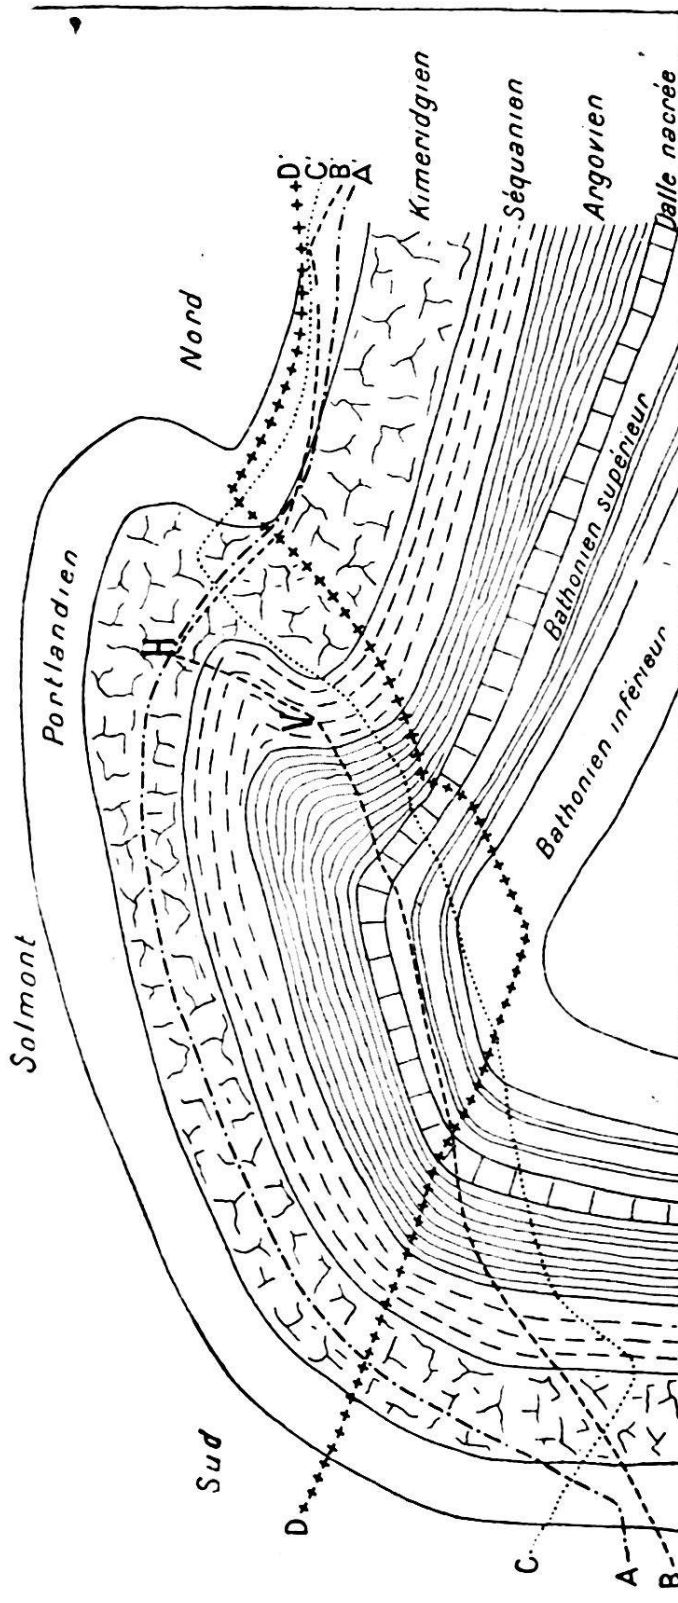 Solmont
Sud
Portlandien
Nord
H
V
D
D
C
B
A
Kimeridgien
Séquanien
Argovien
Dalle nacrée
Bathonien supérieur
Bathonien inférieur
C
A
B